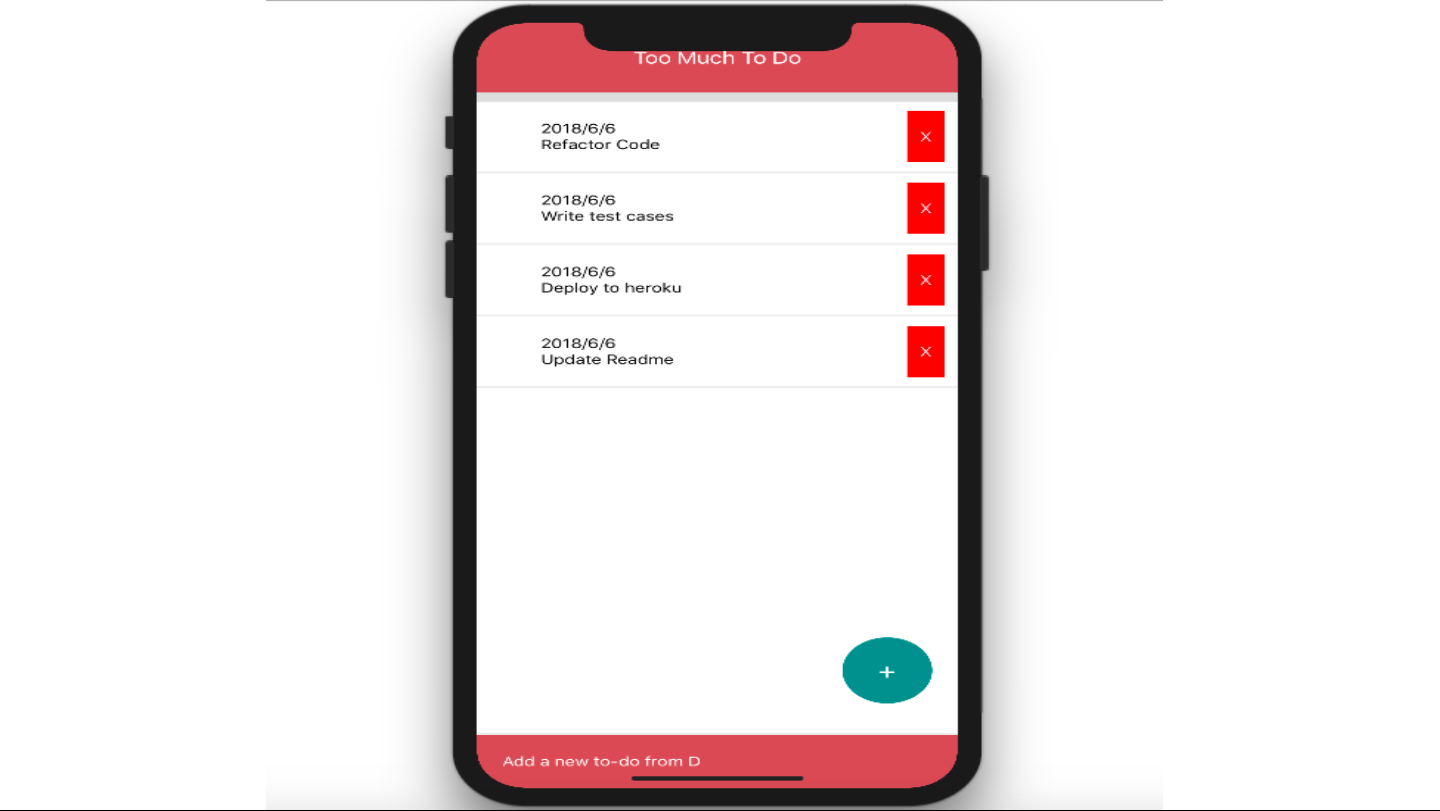 Too Much To Do
2018/6/6
Refactor Code
X
2018/6/6
Write test cases
X
2018/6/6
Deploy to heroku
X
2018/6/6
Update Readme
X
+
Add a new to-do from D